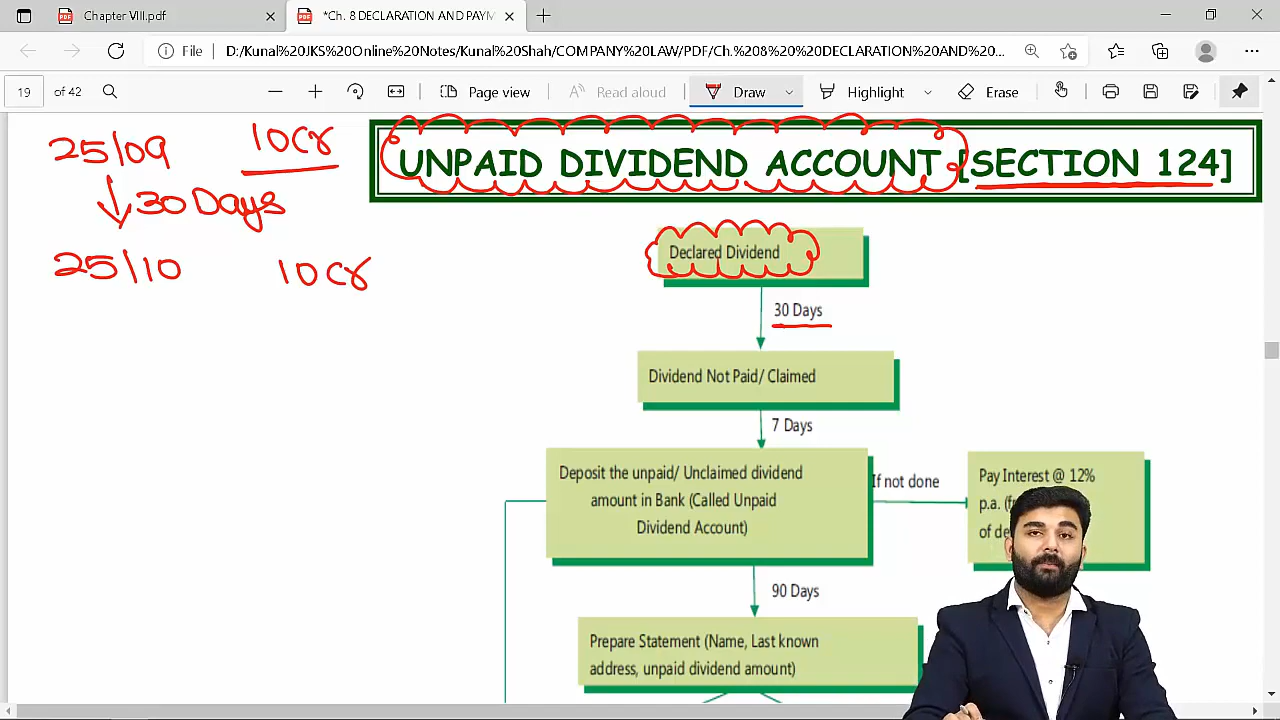 Chapter VIII.pdf
*Ch. 8 DECLARATION AND PAYM
File
D:/Kunal%20JKS%20Online%20Notes/Kunal%20Shah/COMPANY%20LAW/PDF/Ch.%208%20%20DECLARATION%20AND%20...
19 of 42
Page view
Read aloud
Draw
Highlight
Erase
25/09 10Cr
30 Days
25/10 10Cr
UNPAID DIVIDEND ACCOUNT [SECTION 124]
Declared Dividend
30 Days
Dividend Not Paid/ Claimed
7 Days
Deposit the unpaid/ Unclaimed dividend
amount in Bank (Called Unpaid
Dividend Account)
If not done
Pay Interest @ 12%
p.a.
of
90 Days
Prepare Statement (Name, Last known
address, unpaid dividend amount)